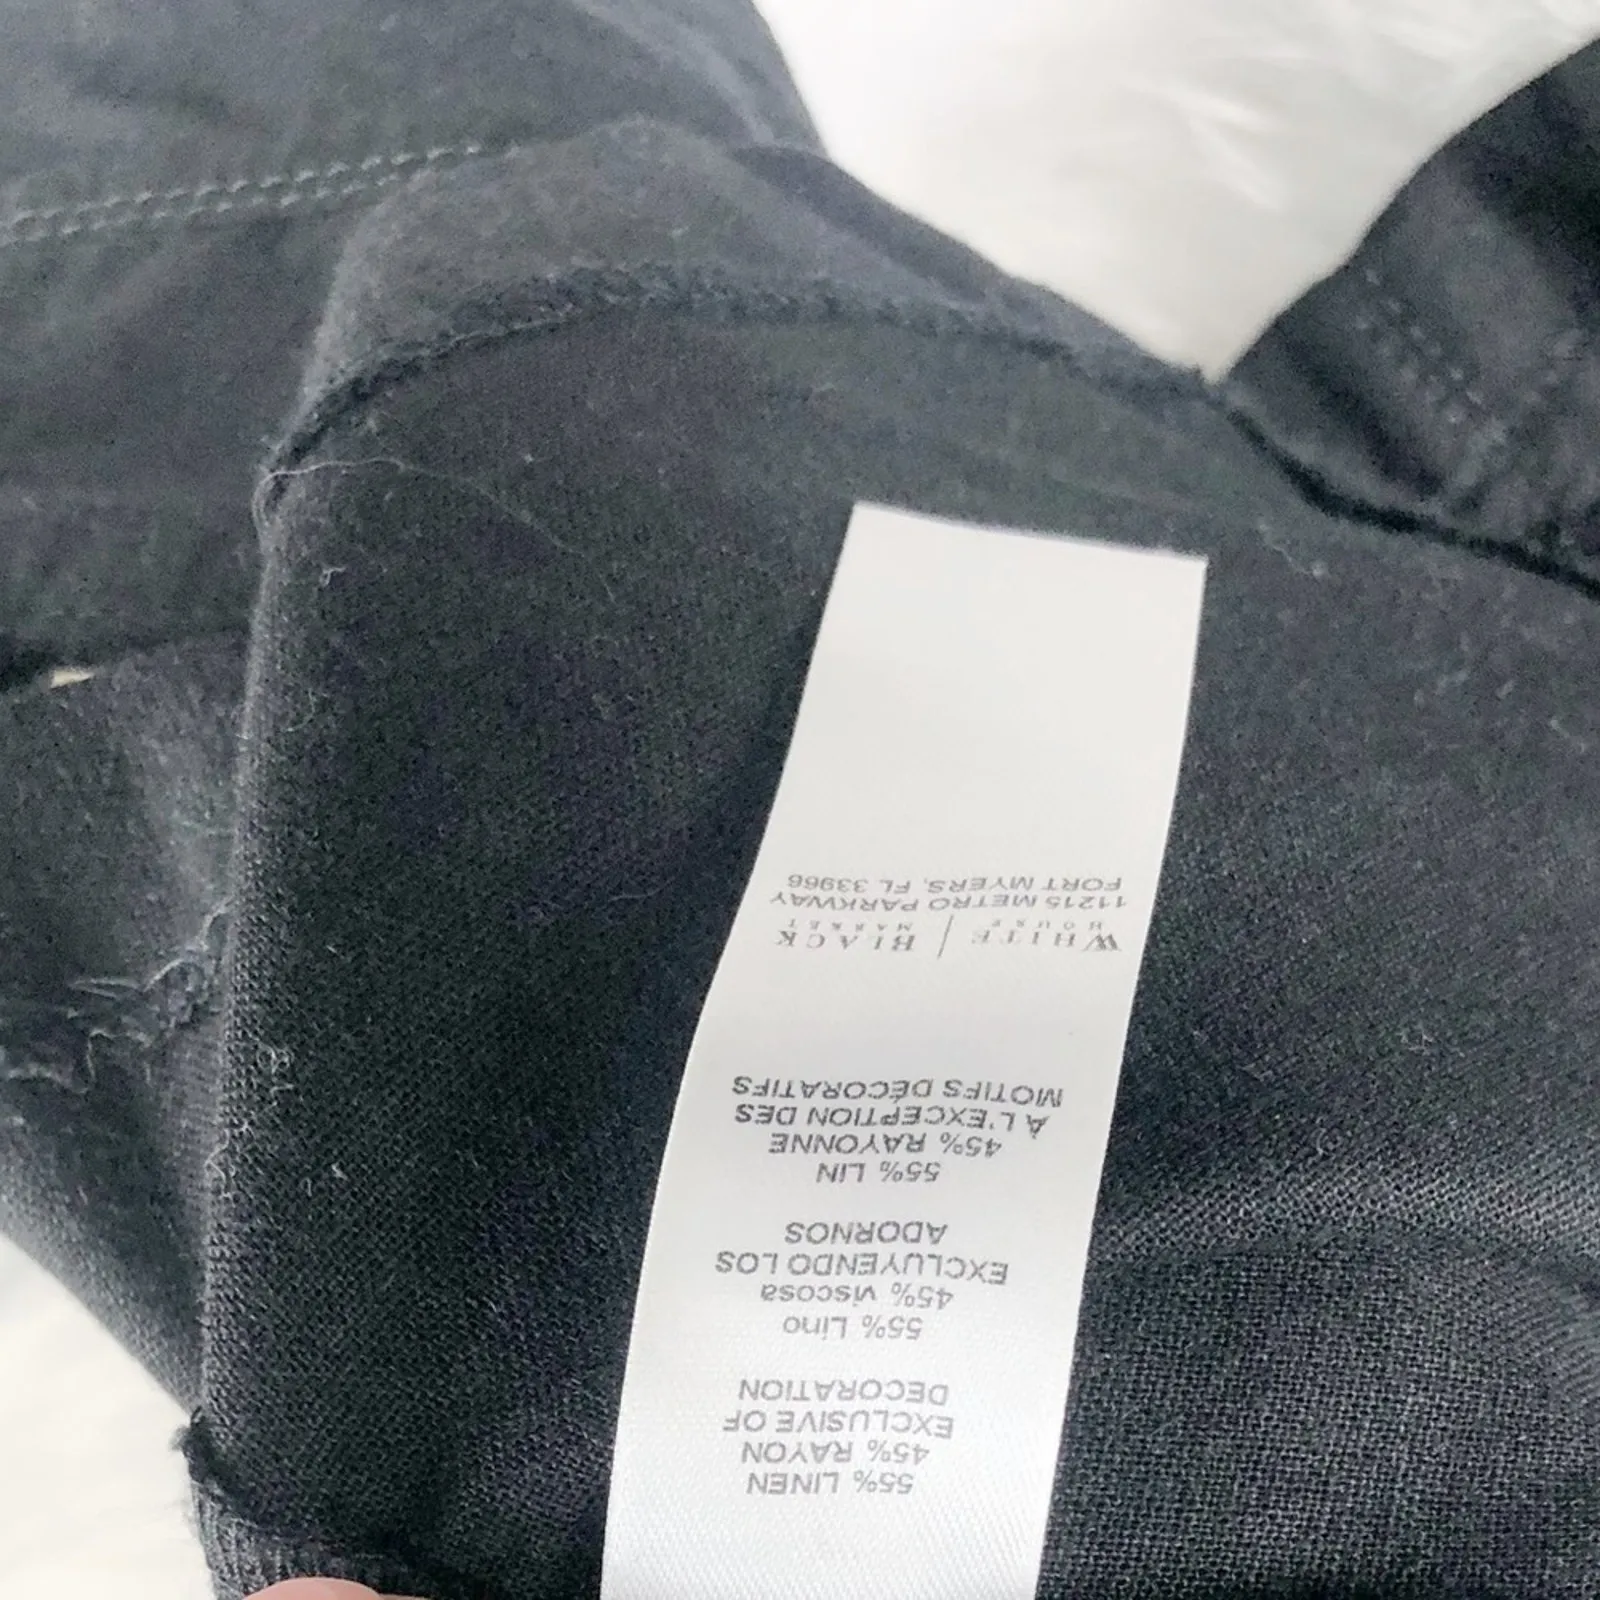 55% LINEN
45% RAYON
EXCLUSIVE OF
DECORATION
55% Lino
45% viscosa
EXCLUYENDO LOS
ADORNOS
55% LIN
45% RAYONNE
À L'EXCEPTION DES
MOTIFS DÉCORATIFS
WHITE | BLACK
HOUSE MARKET
11215 METRO PARKWAY
FORT MYERS, FL 33966